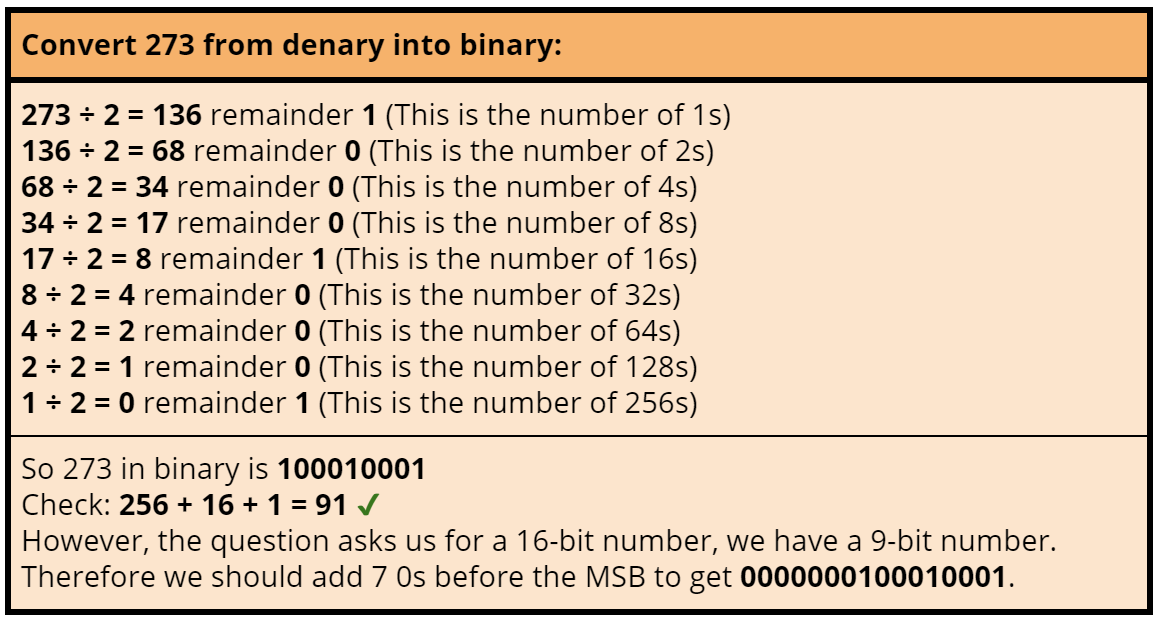 Convert 273 from denary into binary:
273 ÷ 2 = 136 remainder 1 (This is the number of 1s)
136 ÷ 2 = 68 remainder 0 (This is the number of 2s)
68 ÷ 2 = 34 remainder 0 (This is the number of 4s)
34 ÷ 2 = 17 remainder 0 (This is the number of 8s)
17 ÷ 2 = 8 remainder 1 (This is the number of 16s)
8 ÷ 2 = 4 remainder 0 (This is the number of 32s)
4 ÷ 2 = 2 remainder 0 (This is the number of 64s)
2 ÷ 2 = 1 remainder 0 (This is the number of 128s)
1 ÷ 2 = 0 remainder 1 (This is the number of 256s)
So 273 in binary is 100010001
Check: 256 + 16 + 1 = 91 ✓
However, the question asks us for a 16-bit number, we have a 9-bit number.
Therefore we should add 7 0s before the MSB to get 0000000100010001.